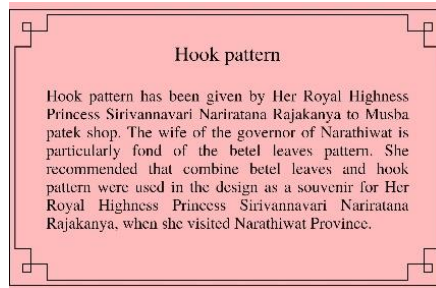 Hook pattern
Hook pattern has been given by Her Royal Highness
Princess Sirivannavari Nariratana Rajakanya to Musba
patek shop. The wife of the governor of Narathiwat is
particularly fond of the betel leaves pattern. She
recommended that combine betel leaves and hook
pattern were used in the design as a souvenir for Her
Royal Highness Princess Sirivannavari Nariratana
Rajakanya, when she visited Narathiwat Province.